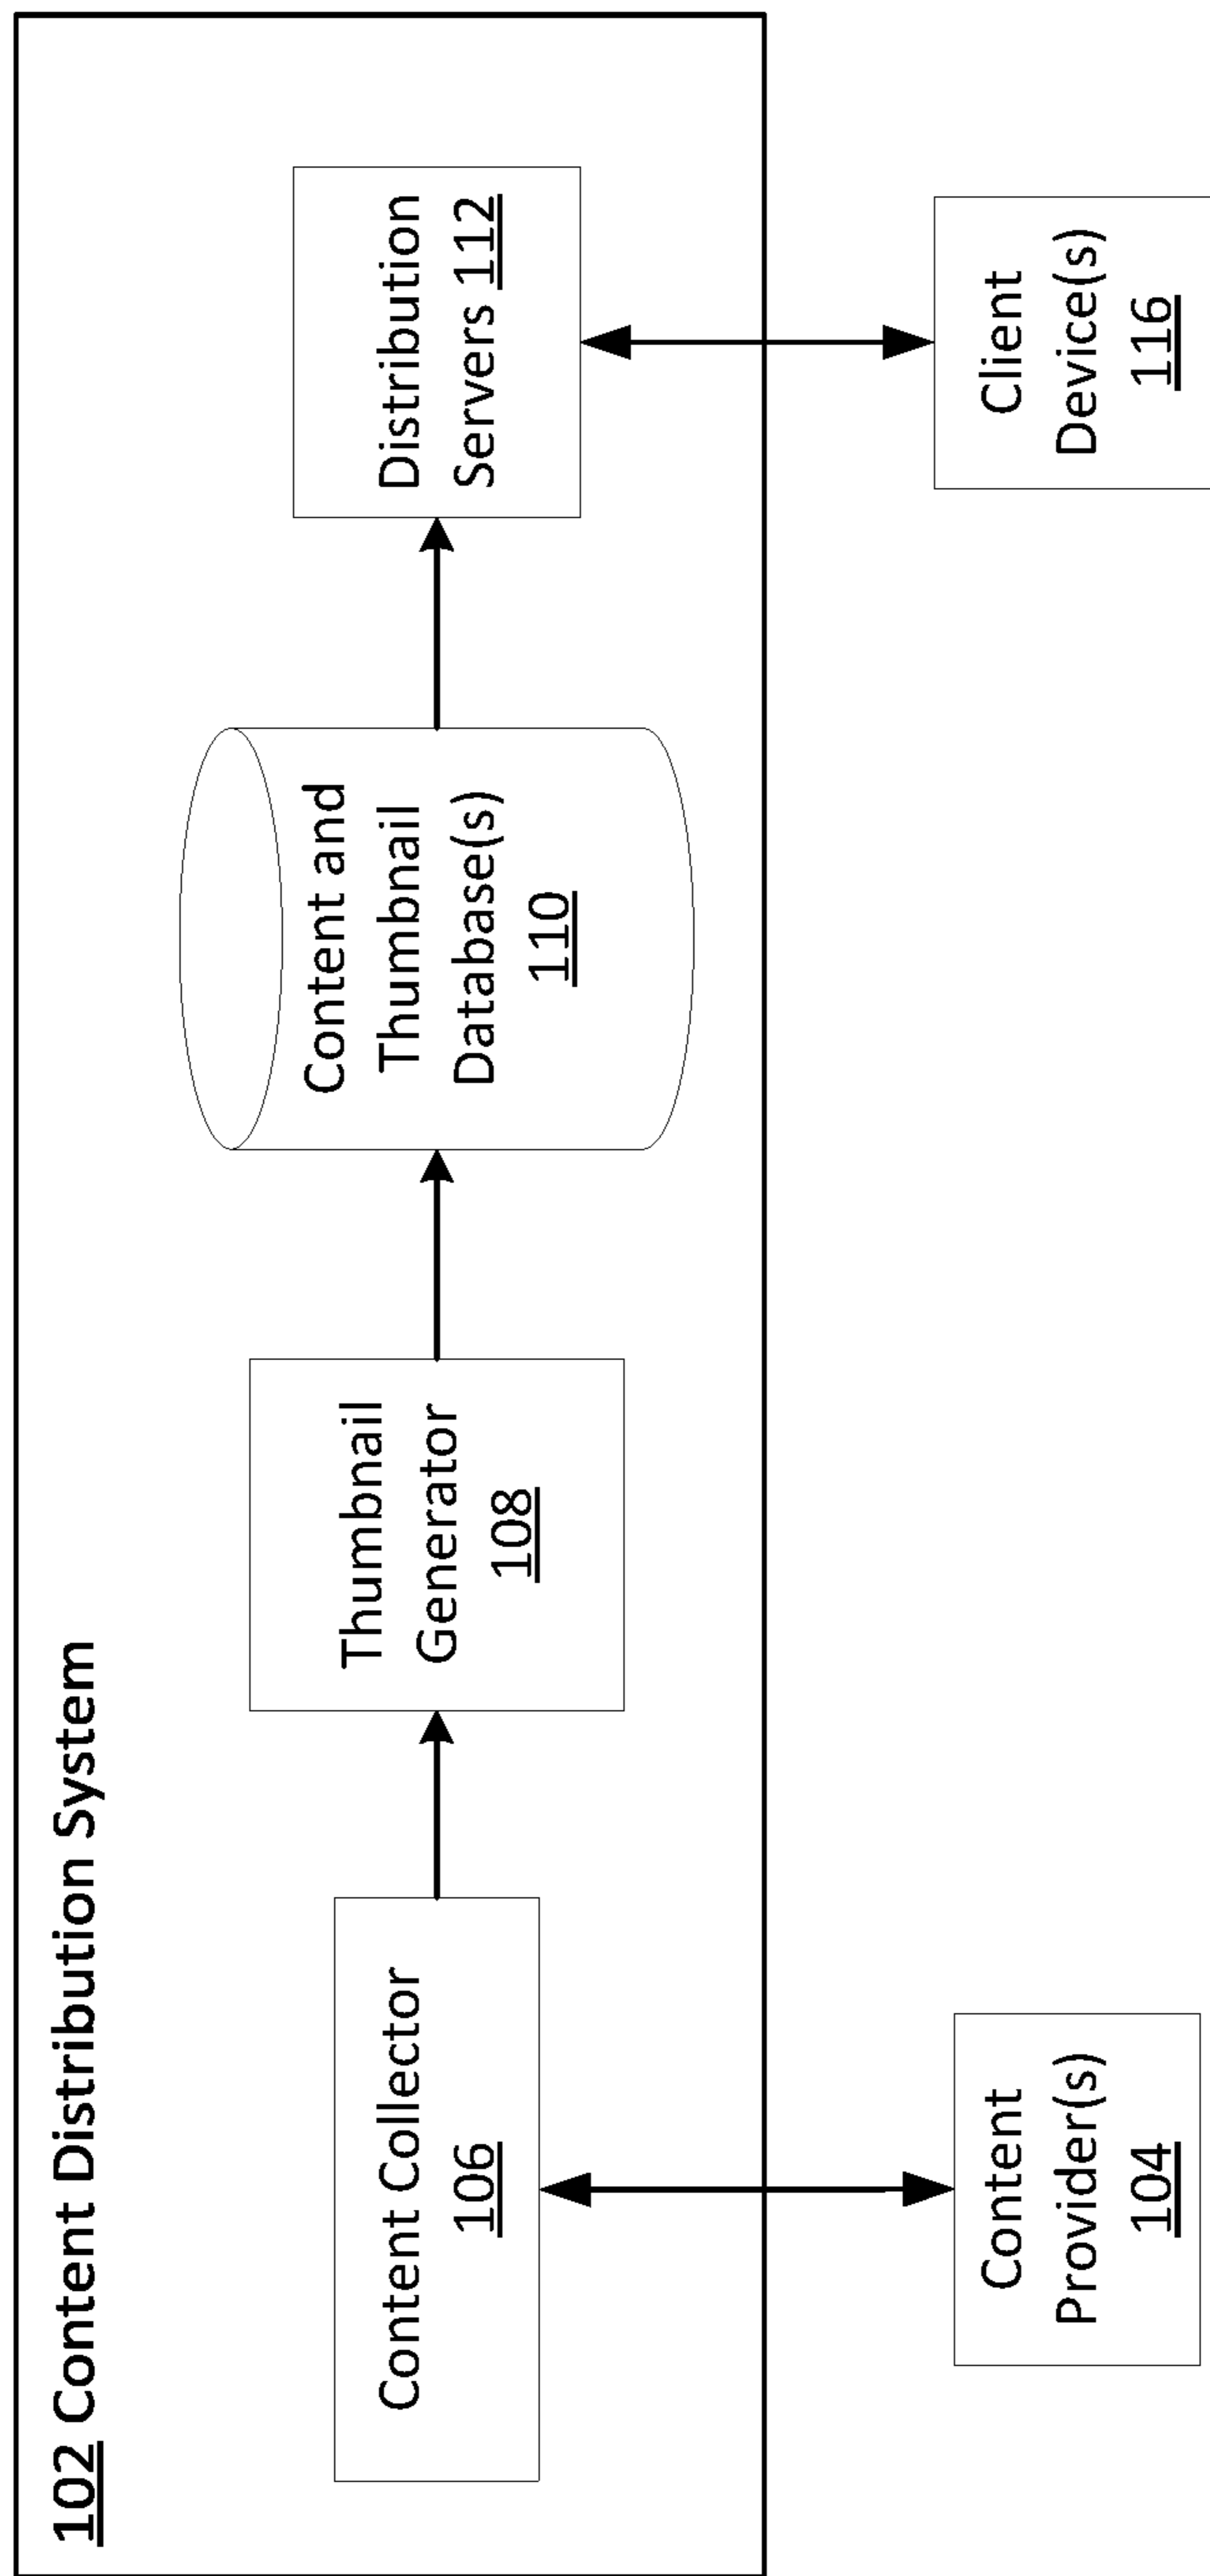 102 Content Distribution System
Content Collector
106
Thumbnail
Generator
108
Content and
Thumbnail
Database(s)
110
Distribution
Servers 112
Content
Provider(s)
104
Client
Device(s)
116